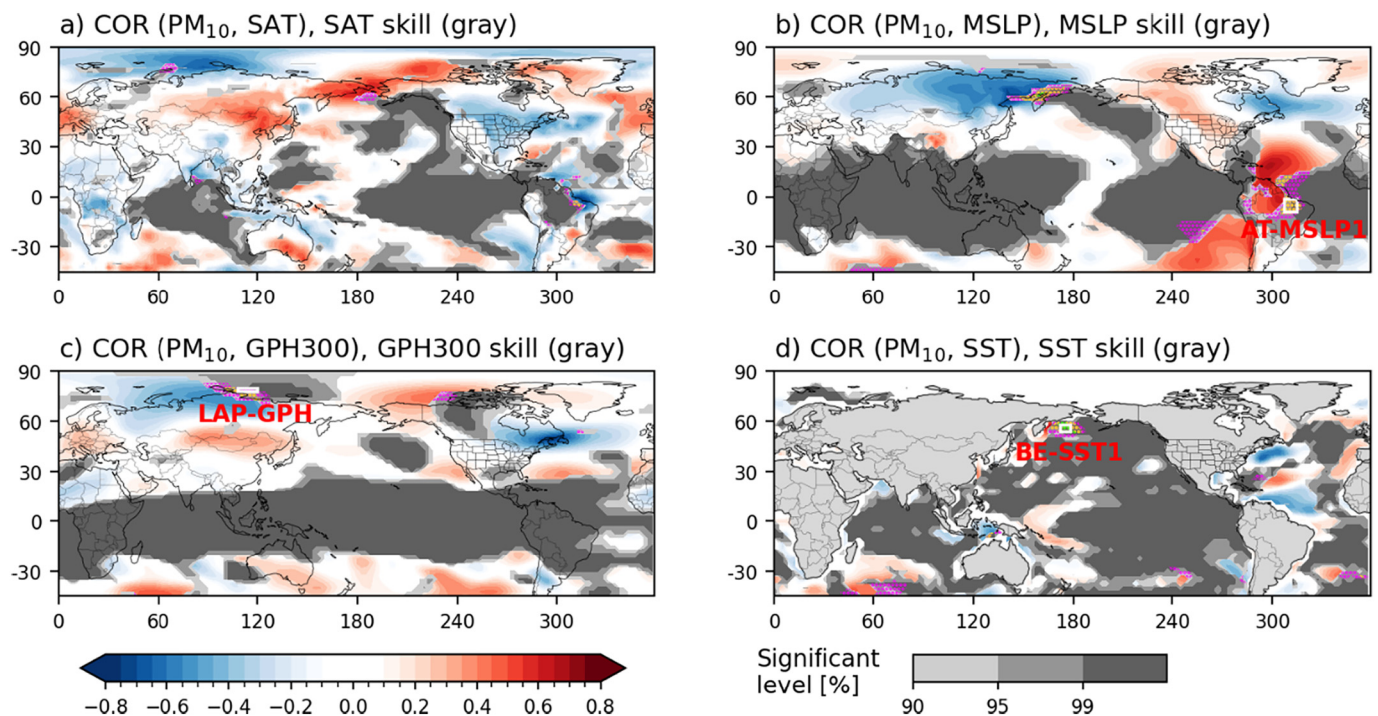 a) COR (PM₁₀, SAT), SAT skill (gray)
90
60
30
0
-30
0 60 120 180 240 300
b) COR (PM₁₀, MSLP), MSLP skill (gray)
90
60
30
0
-30
AT-MSLP1
0 60 120 180 240 300
c) COR (PM₁₀, GPH300), GPH300 skill (gray)
90
60
30
0
-30
LAP-GPH
0 60 120 180 240 300
d) COR (PM₁₀, SST), SST skill (gray)
90
60
30
0
-30
BE-SST1
0 60 120 180 240 300
−0.8 −0.6 −0.4 −0.2 0.0 0.2 0.4 0.6 0.8
Significant
level [%]
90 95 99